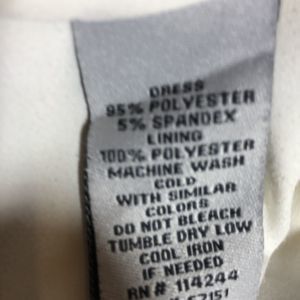 DRESS
95% POLYESTER
5% SPANDEX
LINING
100% POLYESTER
MACHINE WASH
COLD
WITH SIMILAR
COLORS
DO NOT BLEACH
TUMBLE DRY LOW
COOL IRON
IF NEEDED
RN # 114244